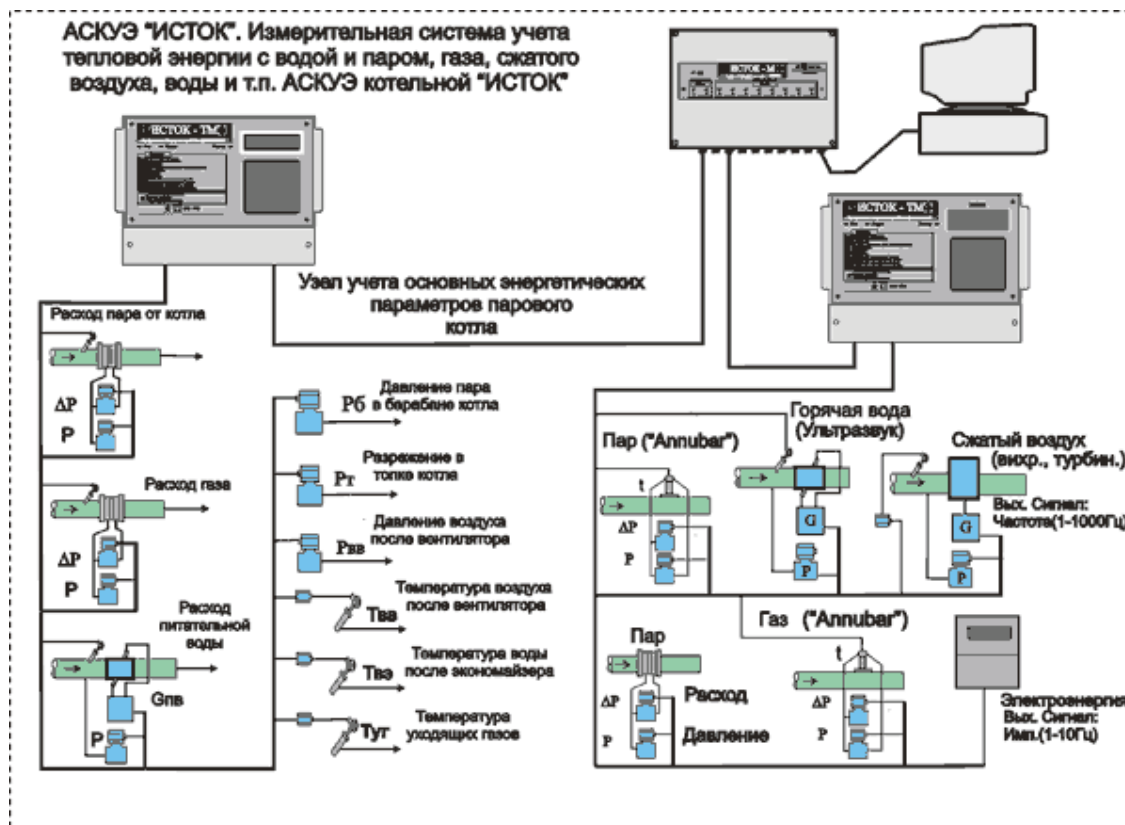 АСКУЭ "ИСТОК". Измерительная система учета
тепловой энергии с водой и паром, газа, сжатого
воздуха, воды и т.п. АСКУЭ котельной "ИСТОК"
ИСТОК - ТМ
ИСТОК - ТМ
Узел учета основных энергетических
параметров парового
котла
Расход пара от котла
ΔP
P
Расход газа
ΔP
P
Расход
питательной
воды
Gпв
P
Давление пара
в барабане котла
Рб
Разрежение в
топке котла
Рт
Давление воздуха
после вентилятора
Рвв
Температура воздуха
после вентилятора
Твв
Температура воды
после экономайзера
Твэ
Температура
уходящих газов
Туг
Пар ("Annubar")
t
ΔP
P
Горячая вода
(Ультразвук)
G
P
Сжатый воздух
(вихр., турбин.)
Вых. Сигнал:
Частота(1-1000Гц)
G
P
Пар
ΔP
Расход
P
Давление
Газ ("Annubar")
t
ΔP
P
Электроэнергия
Вых. Сигнал:
Имп.(1-10Гц)